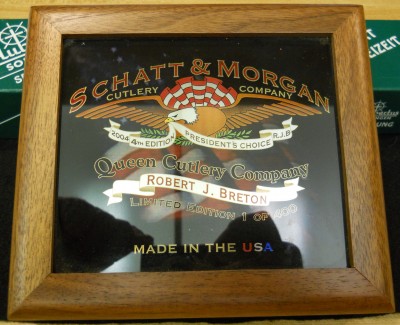 SCHATT & MORGAN
CUTLERY COMPANY
2004 4TH EDITION PRESIDENT'S CHOICE R.J.B
Queen Cutlery Company
ROBERT J. BRETON
LIMITED EDITION 1 OF
MADE IN THE USA